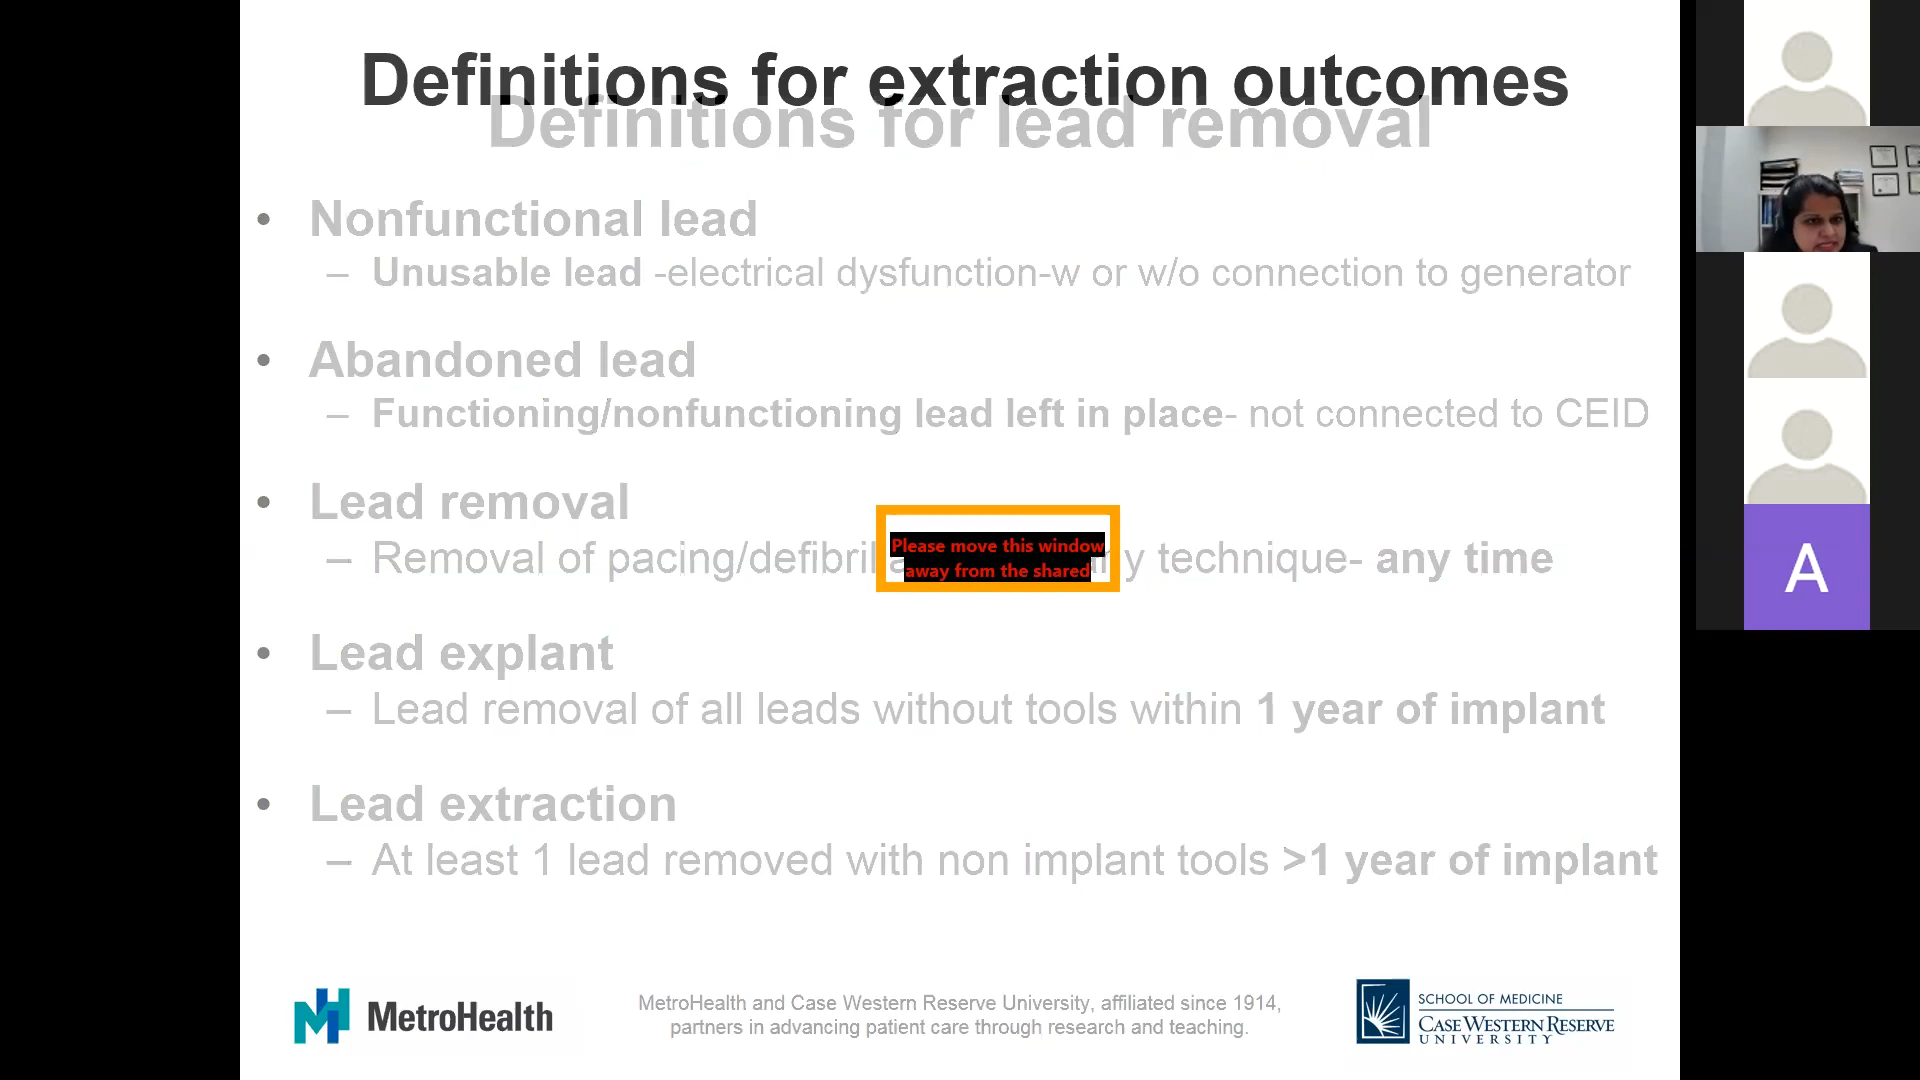 Definitions for extraction outcomes
Definitions for lead removal
• Nonfunctional lead
– Unusable lead -electrical dysfunction-w or w/o connection to generator
• Abandoned lead
– Functioning/nonfunctioning lead left in place- not connected to CEID
• Lead removal
– Removal of pacing/defibril y technique- any time
Please move this window
away from the shared
• Lead explant
– Lead removal of all leads without tools within 1 year of implant
• Lead extraction
– At least 1 lead removed with non implant tools >1 year of implant
MetroHealth
MetroHealth and Case Western Reserve University, affiliated since 1914,
partners in advancing patient care through research and teaching.
SCHOOL OF MEDICINE
CASE WESTERN RESERVE
UNIVERSITY
A